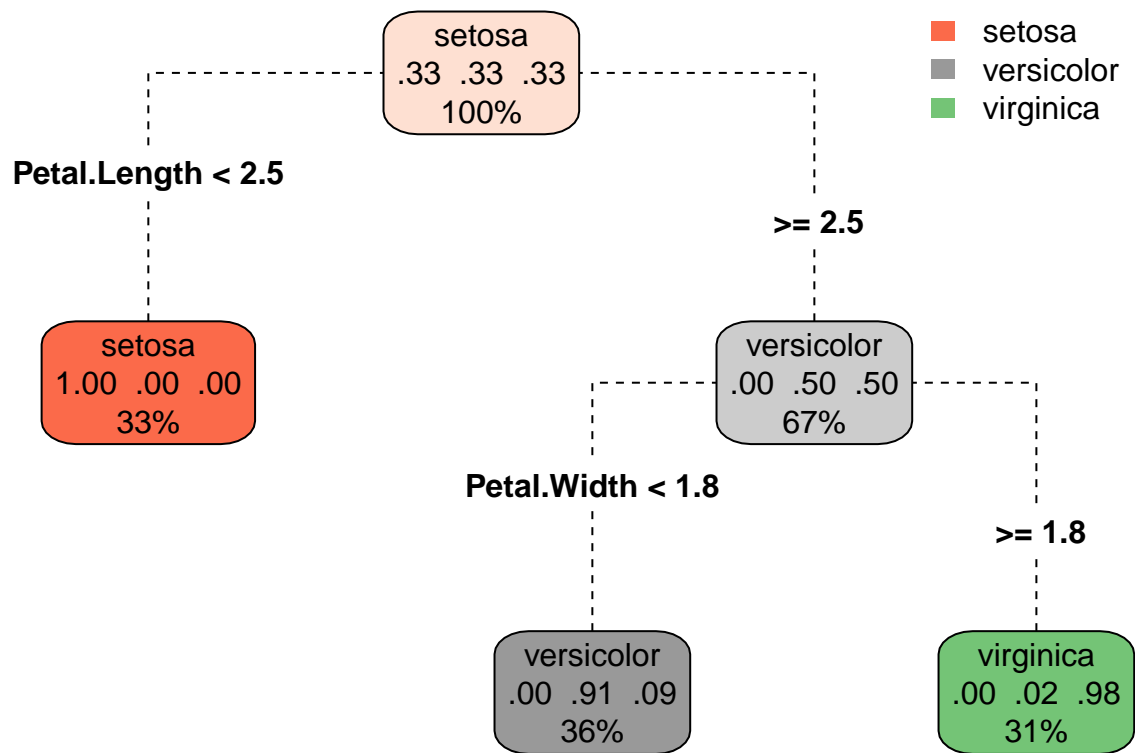 setosa
.33 .33 .33
100%
setosa
versicolor
virginica
Petal.Length < 2.5
>= 2.5
setosa
1.00 .00 .00
33%
versicolor
.00 .50 .50
67%
Petal.Width < 1.8
>= 1.8
versicolor
.00 .91 .09
36%
virginica
.00 .02 .98
31%